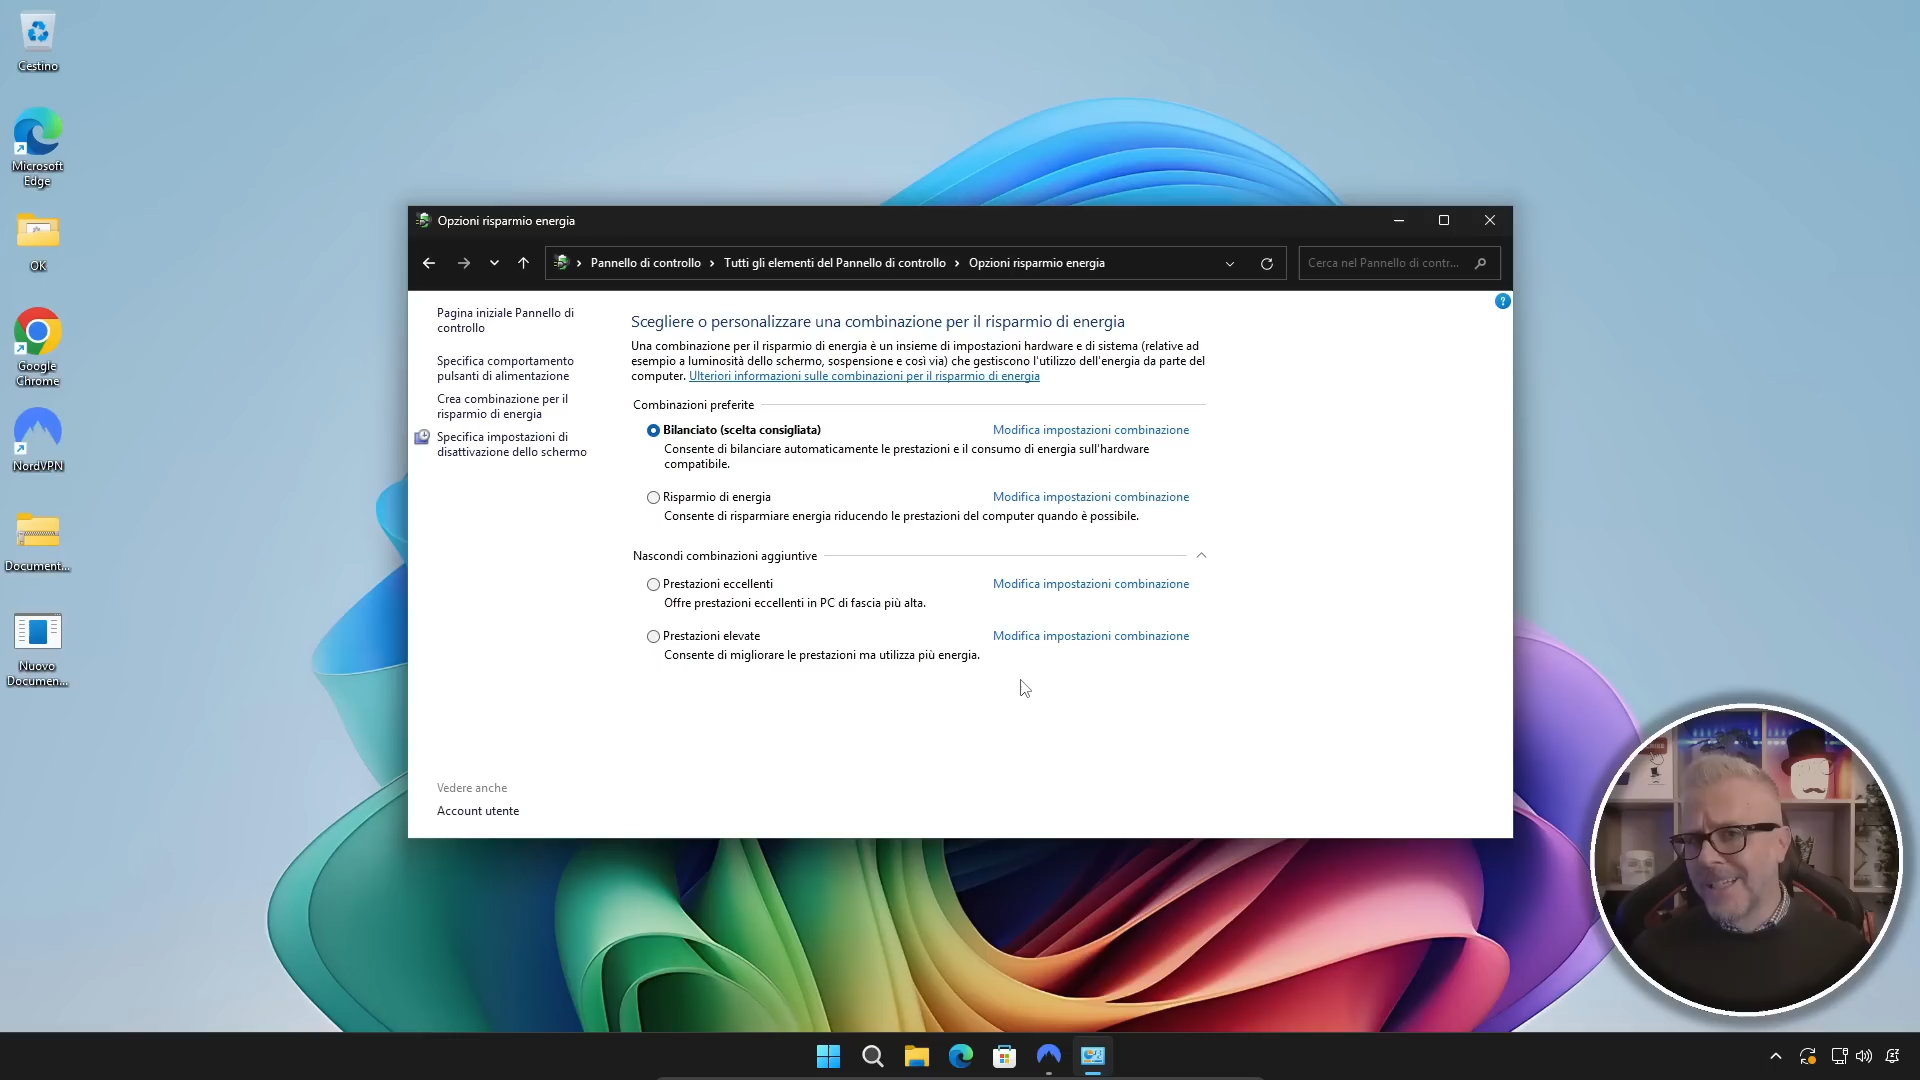 Cestino
Microsoft
Edge
OK
Google
Chrome
NordVPN
Document...
Nuovo
Documen...
Opzioni risparmio energia
Pannello di controllo
Tutti gli elementi del Pannello di controllo
Opzioni risparmio energia
Cerca nel Pannello di contr...
Pagina iniziale Pannello di
controllo
Specifica comportamento
pulsanti di alimentazione
Crea combinazione per il
risparmio di energia
Specifica impostazioni di
disattivazione dello schermo
Vedere anche
Account utente
Scegliere o personalizzare una combinazione per il risparmio di energia
Una combinazione per il risparmio di energia è un insieme di impostazioni hardware e di sistema (relative ad
esempio a luminosità dello schermo, sospensione e così via) che gestiscono l'utilizzo dell'energia da parte del
computer. Ulteriori informazioni sulle combinazioni per il risparmio di energia
Combinazioni preferite
Bilanciato (scelta consigliata) Modifica impostazioni combinazione
Consente di bilanciare automaticamente le prestazioni e il consumo di energia sull'hardware
compatibile.
Risparmio di energia Modifica impostazioni combinazione
Consente di risparmiare energia riducendo le prestazioni del computer quando è possibile.
Nascondi combinazioni aggiuntive
Prestazioni eccellenti Modifica impostazioni combinazione
Offre prestazioni eccellenti in PC di fascia più alta.
Prestazioni elevate Modifica impostazioni combinazione
Consente di migliorare le prestazioni ma utilizza più energia.